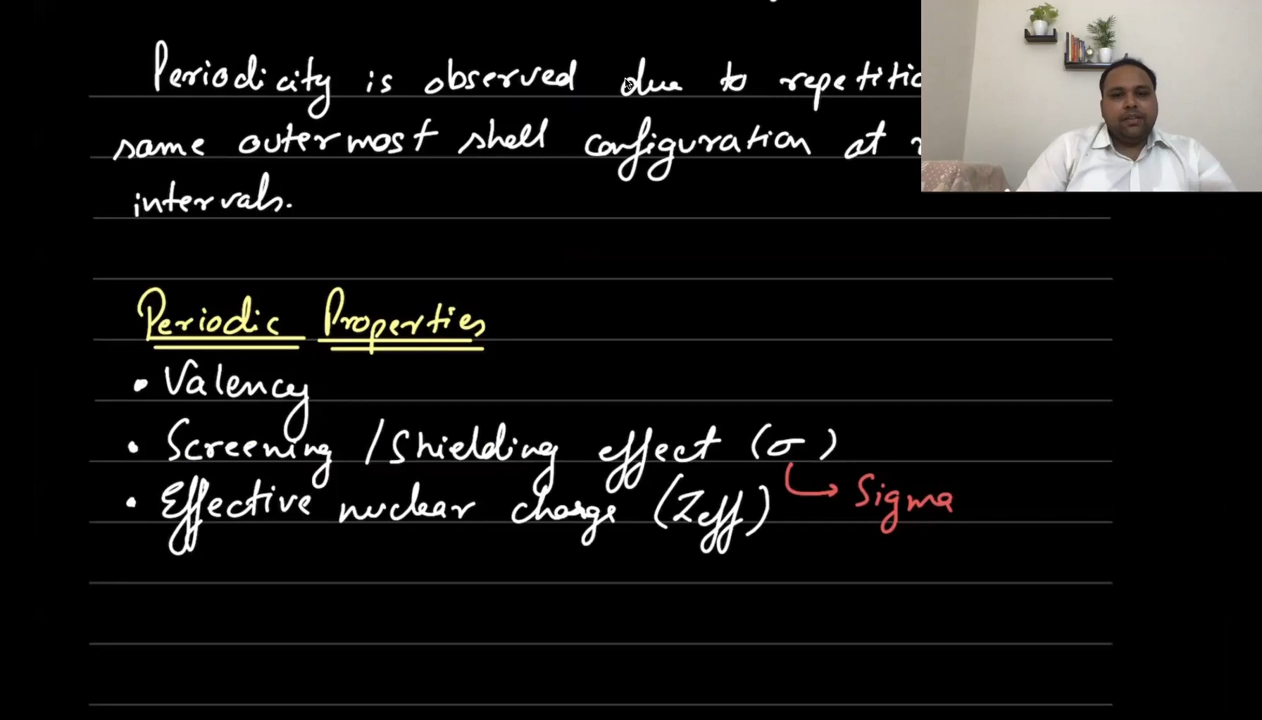 Periodicity is observed due to
same outermost shell configuration at
intervals.
Periodic Properties
• Valency
• Screening / Shielding effect (σ)
• Effective nuclear charge (Zeff)
Sigma